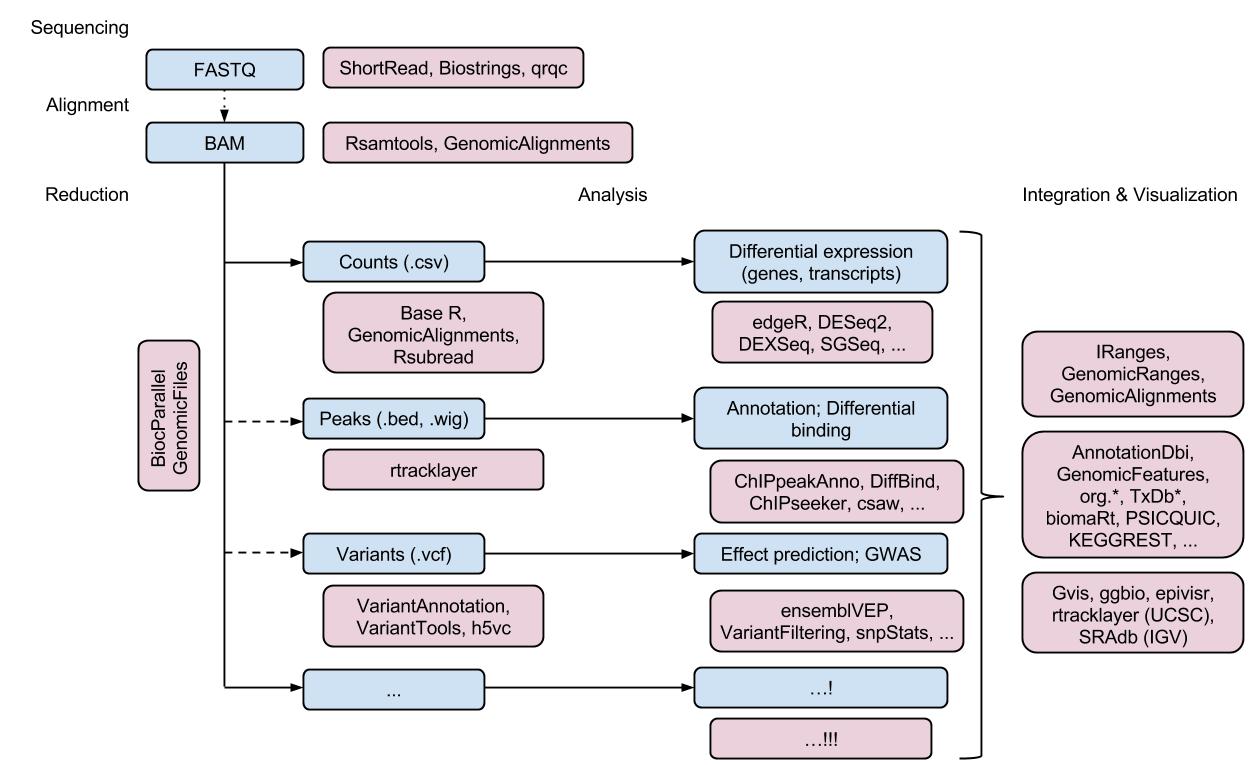 Sequencing
FASTQ
ShortRead, Biostrings, qrqc
Alignment
BAM
Rsamtools, GenomicAlignments
Reduction
Analysis
Integration & Visualization
Counts (.csv)
Differential expression
(genes, transcripts)
Base R,
GenomicAlignments,
Rsubread
edgeR, DESeq2,
DEXSeq, SGSeq, ...
BiocParallel
GenomicFiles
Peaks (.bed, .wig)
Annotation; Differential
binding
rtracklayer
ChIPpeakAnno, DiffBind,
ChIPseeker, csaw, ...
Variants (.vcf)
Effect prediction; GWAS
VariantAnnotation,
VariantTools, h5vc
ensemblVEP,
VariantFiltering, snpStats, ...
...
...!
...!!!
IRanges,
GenomicRanges,
GenomicAlignments
AnnotationDbi,
GenomicFeatures,
org.*, TxDb*,
biomaRt, PSICQUIC,
KEGGREST, ...
Gvis, ggbio, epivisr,
rtracklayer (UCSC),
SRAdb (IGV)